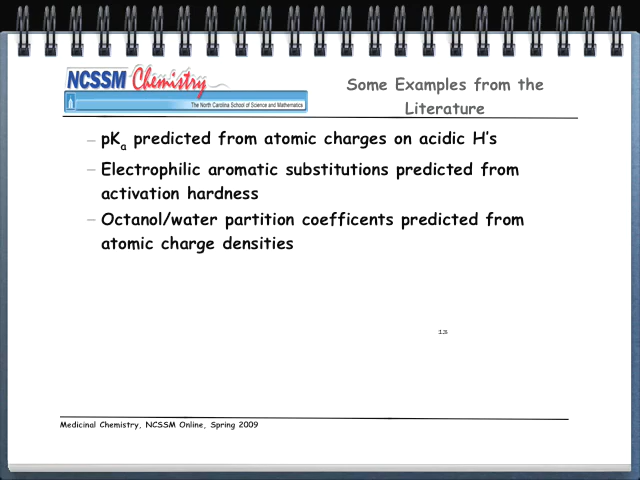 NCSSM Chemistry
The North Carolina School of Science and Mathematics
Some Examples from the
Literature
– pKa predicted from atomic charges on acidic H's
– Electrophilic aromatic substitutions predicted from
activation hardness
– Octanol/water partition coefficents predicted from
atomic charge densities
13
Medicinal Chemistry, NCSSM Online, Spring 2009